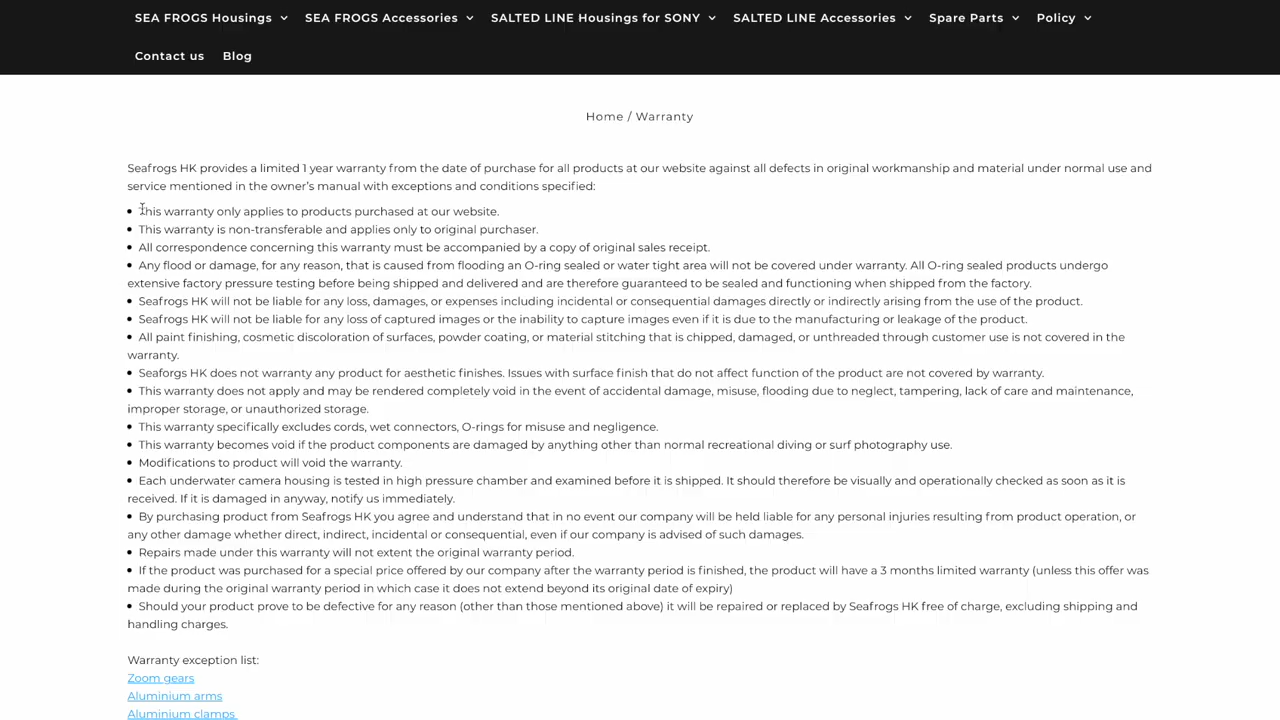 SEA FROGS Housings SEA FROGS Accessories SALTED LINE Housings for SONY SALTED LINE Accessories Spare Parts Policy
Contact us Blog
Home / Warranty
Seafrogs HK provides a limited 1 year warranty from the date of purchase for all products at our website against all defects in original workmanship and material under normal use and
service mentioned in the owner's manual with exceptions and conditions specified:
• This warranty only applies to products purchased at our website.
• This warranty is non-transferable and applies only to original purchaser.
• All correspondence concerning this warranty must be accompanied by a copy of original sales receipt.
• Any flood or damage, for any reason, that is caused from flooding an O-ring sealed or water tight area will not be covered under warranty. All O-ring sealed products undergo
extensive factory pressure testing before being shipped and delivered and are therefore guaranteed to be sealed and functioning when shipped from the factory.
• Seafrogs HK will not be liable for any loss, damages, or expenses including incidental or consequential damages directly or indirectly arising from the use of the product.
• Seafrogs HK will not be liable for any loss of captured images or the inability to capture images even if it is due to the manufacturing or leakage of the product.
• All paint finishing, cosmetic discoloration of surfaces, powder coating, or material stitching that is chipped, damaged, or unthreaded through customer use is not covered in the
warranty.
• Seaforgs HK does not warranty any product for aesthetic finishes. Issues with surface finish that do not affect function of the product are not covered by warranty.
• This warranty does not apply and may be rendered completely void in the event of accidental damage, misuse, flooding due to neglect, tampering, lack of care and maintenance,
improper storage, or unauthorized storage.
• This warranty specifically excludes cords, wet connectors, O-rings for misuse and negligence.
• This warranty becomes void if the product components are damaged by anything other than normal recreational diving or surf photography use.
• Modifications to product will void the warranty.
• Each underwater camera housing is tested in high pressure chamber and examined before it is shipped. It should therefore be visually and operationally checked as soon as it is
received. If it is damaged in anyway, notify us immediately.
• By purchasing product from Seafrogs HK you agree and understand that in no event our company will be held liable for any personal injuries resulting from product operation, or
any other damage whether direct, indirect, incidental or consequential, even if our company is advised of such damages.
• Repairs made under this warranty will not extent the original warranty period.
• If the product was purchased for a special price offered by our company after the warranty period is finished, the product will have a 3 months limited warranty (unless this offer was
made during the original warranty period in which case it does not extend beyond its original date of expiry)
• Should your product prove to be defective for any reason (other than those mentioned above) it will be repaired or replaced by Seafrogs HK free of charge, excluding shipping and
handling charges.
Warranty exception list:
Zoom gears
Aluminium arms
Aluminium clamps